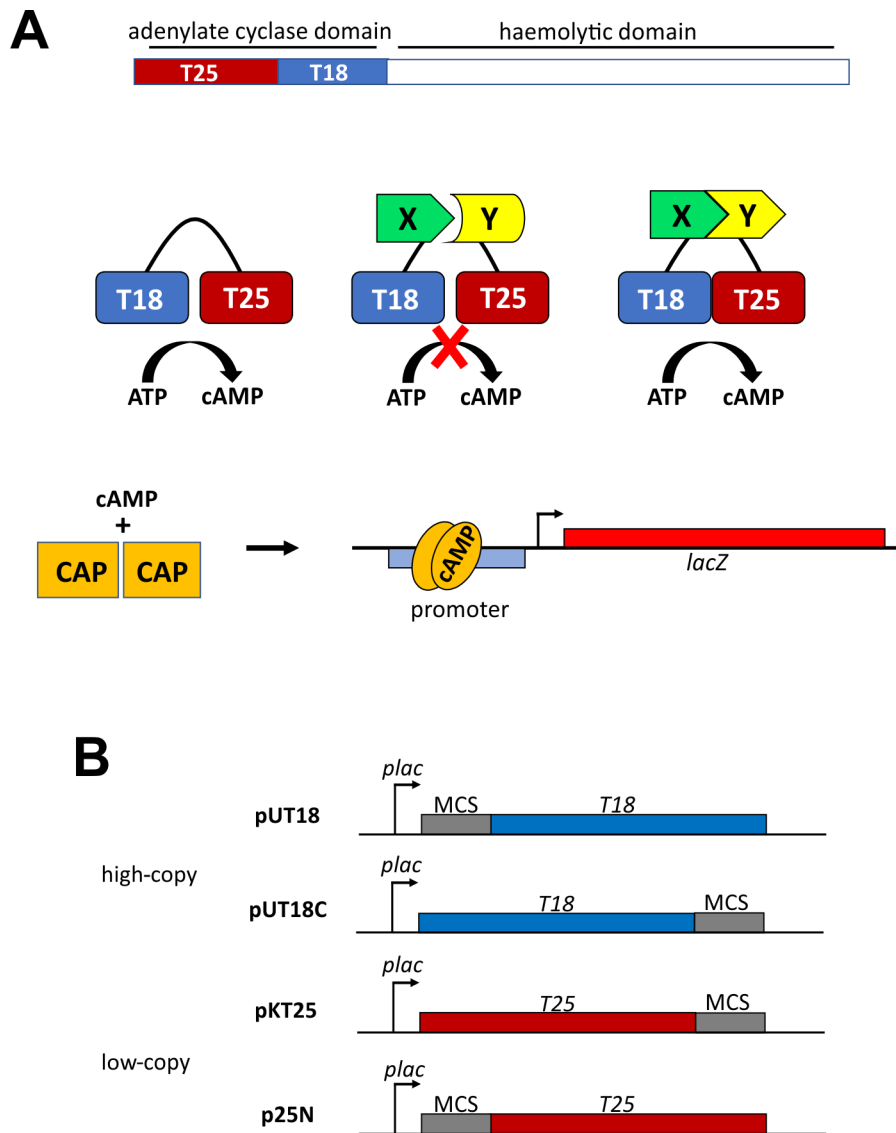 A
adenylate cyclase domain haemolytic domain
T25 T18
X Y X Y
T18 T25 T18 T25 T18 T25
ATP cAMP ATP cAMP ATP cAMP
cAMP
+
CAP CAP
cAMP
lacZ
promoter
B
plac
MCS T18
pUT18
high-copy
plac
T18 MCS
pUT18C
plac
T25 MCS
pKT25
low-copy
plac
MCS T25
p25N